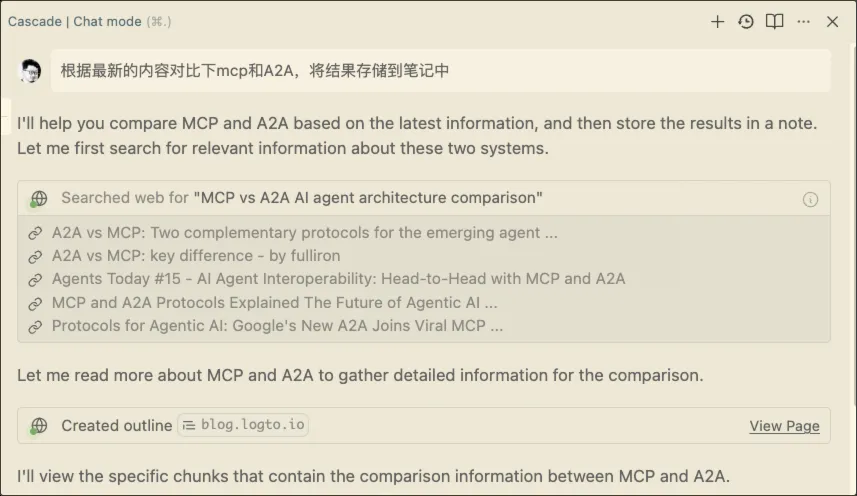 Cascade | Chat mode (⌘.)
根据最新的内容对比下mcp和A2A，将结果存储到笔记中
I'll help you compare MCP and A2A based on the latest information, and then store the results in a note.
Let me first search for relevant information about these two systems.
Searched web for "MCP vs A2A AI agent architecture comparison"
A2A vs MCP: Two complementary protocols for the emerging agent ...
A2A vs MCP: key difference - by fulliron
Agents Today #15 - AI Agent Interoperability: Head-to-Head with MCP and A2A
MCP and A2A Protocols Explained The Future of Agentic AI ...
Protocols for Agentic AI: Google's New A2A Joins Viral MCP ...
Let me read more about MCP and A2A to gather detailed information for the comparison.
Created outline blog.logto.io View Page
I'll view the specific chunks that contain the comparison information between MCP and A2A.